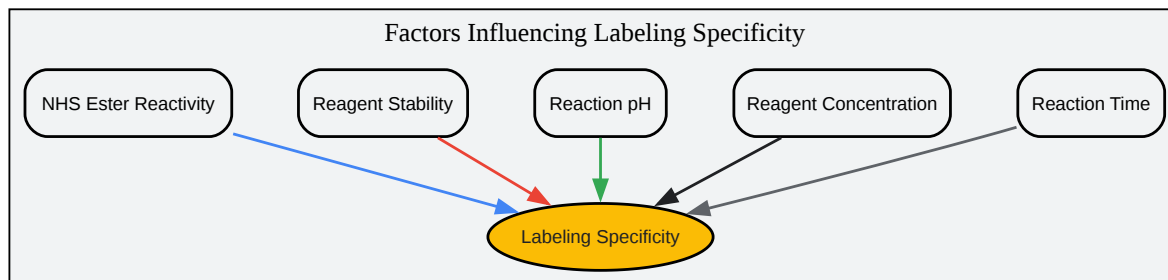 Factors Influencing Labeling Specificity
NHS Ester Reactivity
Reagent Stability
Reaction pH
Reagent Concentration
Reaction Time
Labeling Specificity